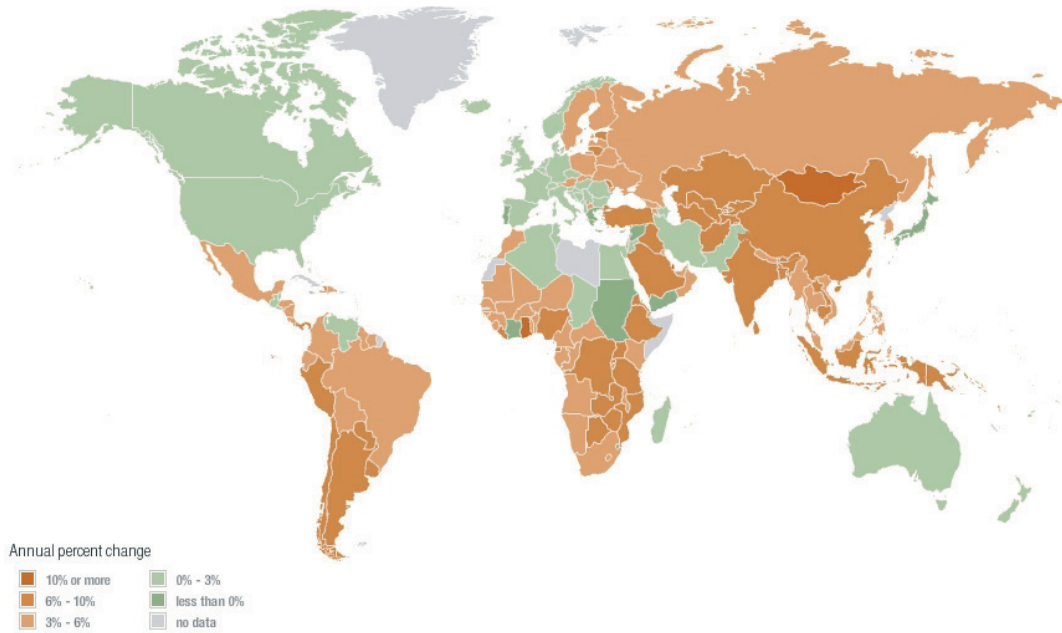 Annual percent change
10% or more
6% - 10%
3% - 6%
0% - 3%
less than 0%
no data